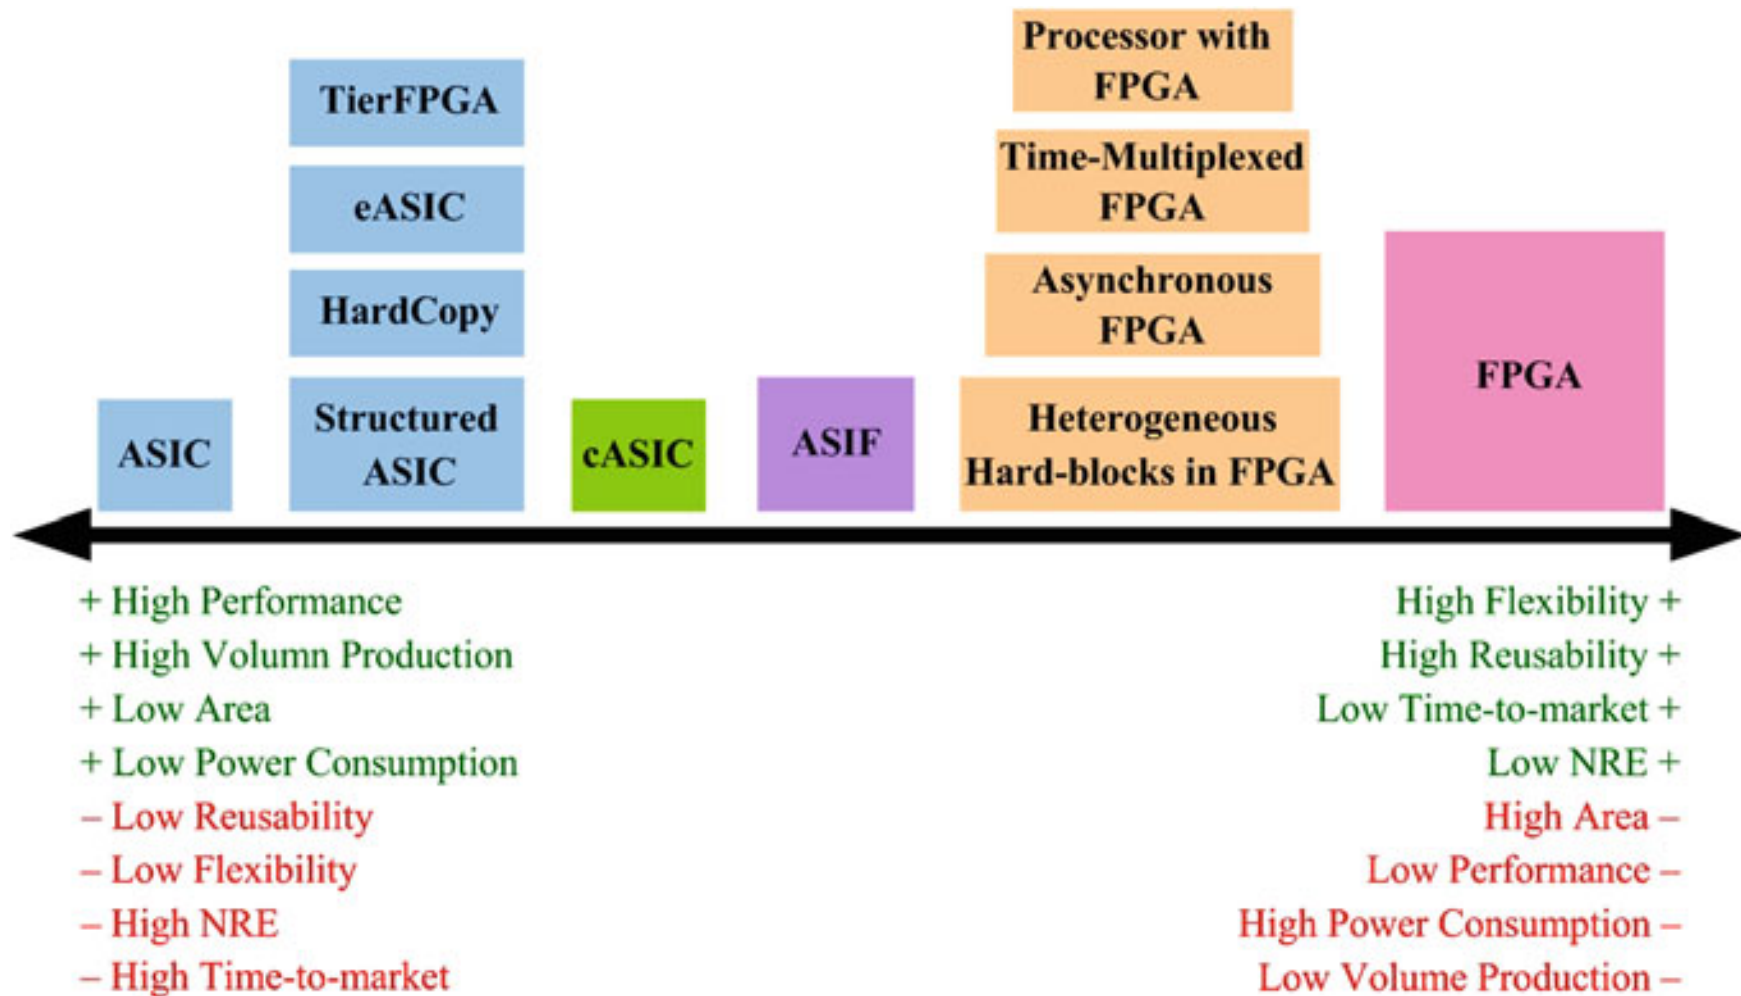 TierFPGA
eASIC
HardCopy
Structured
ASIC
ASIC
cASIC
ASIF
Processor with
FPGA
Time-Multiplexed
FPGA
Asynchronous
FPGA
Heterogeneous
Hard-blocks in FPGA
FPGA
+ High Performance
+ High Volumn Production
+ Low Area
+ Low Power Consumption
– Low Reusability
– Low Flexibility
– High NRE
– High Time-to-market
High Flexibility +
High Reusability +
Low Time-to-market +
Low NRE +
High Area –
Low Performance –
High Power Consumption –
Low Volume Production –